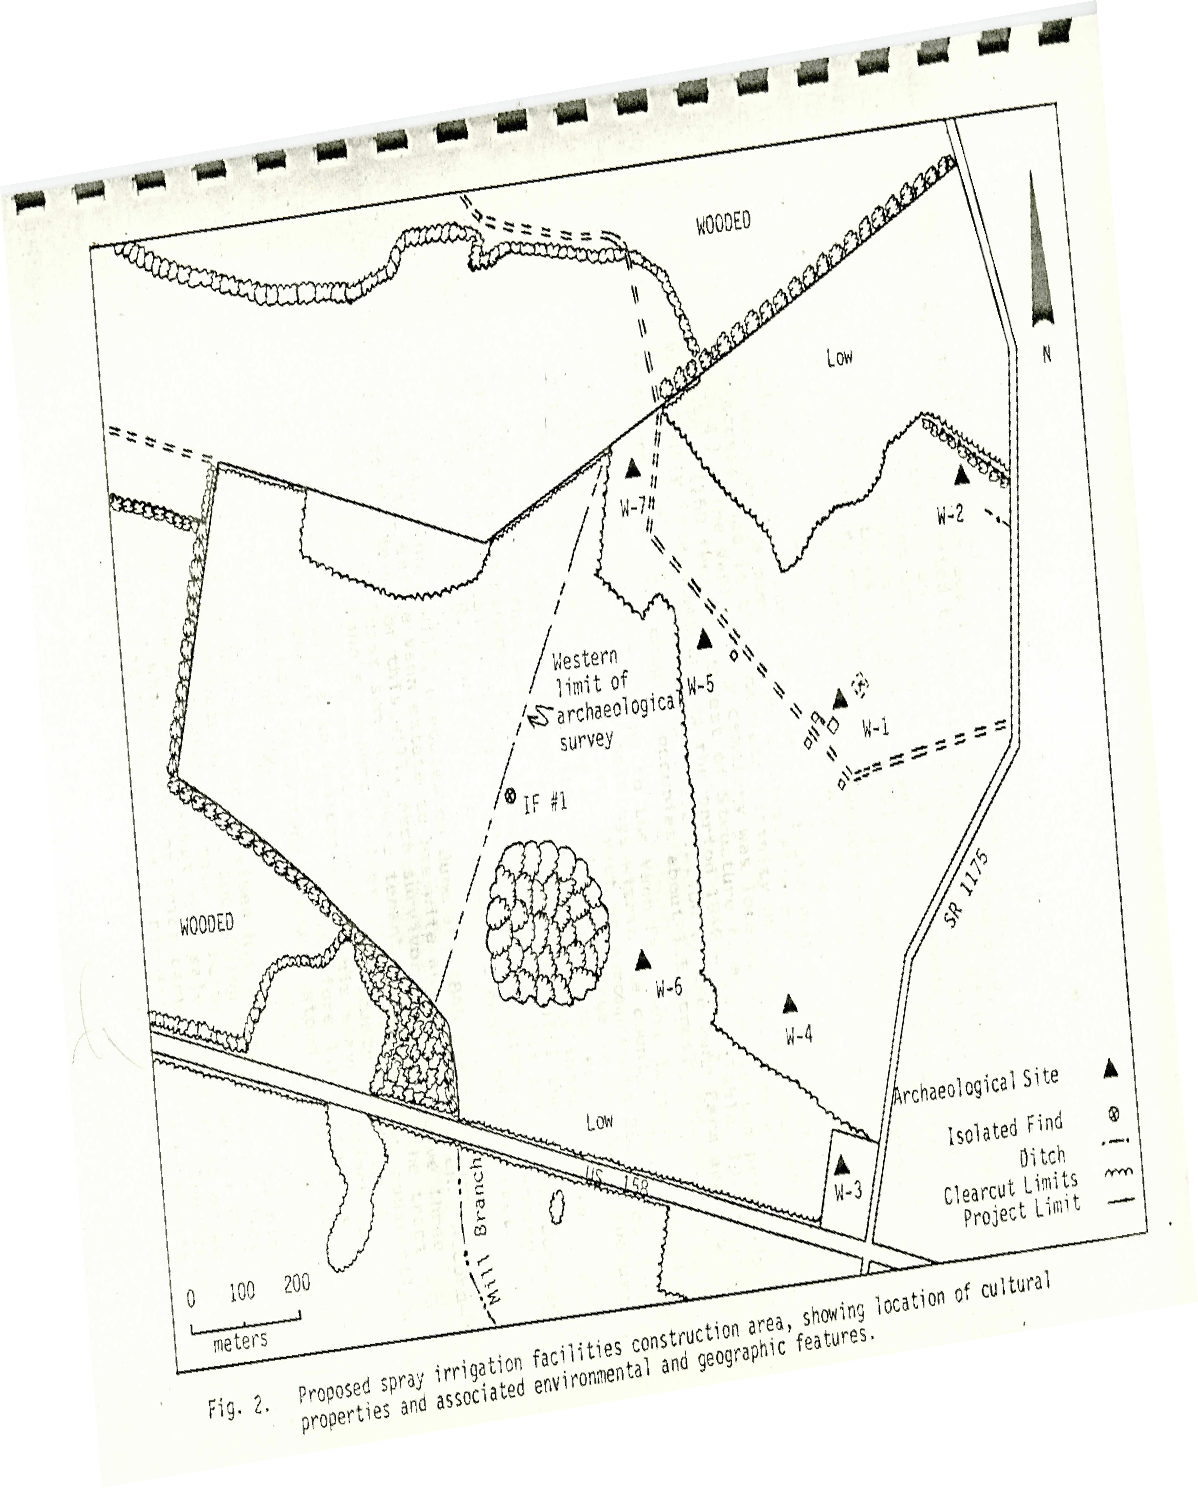 WOODED
Low
N
W-7
W-2
Western
limit of
archaeological
survey
W-5
W-1
IF #1
SR 1175
WOODED
W-6
W-4
Low
US 158
W-3
Mill Branch
Archaeological Site
Isolated Find
Ditch
Clearcut Limits
Project Limit
0 100 200
meters
Fig. 2. Proposed spray irrigation facilities construction area, showing location of cultural
properties and associated environmental and geographic features.